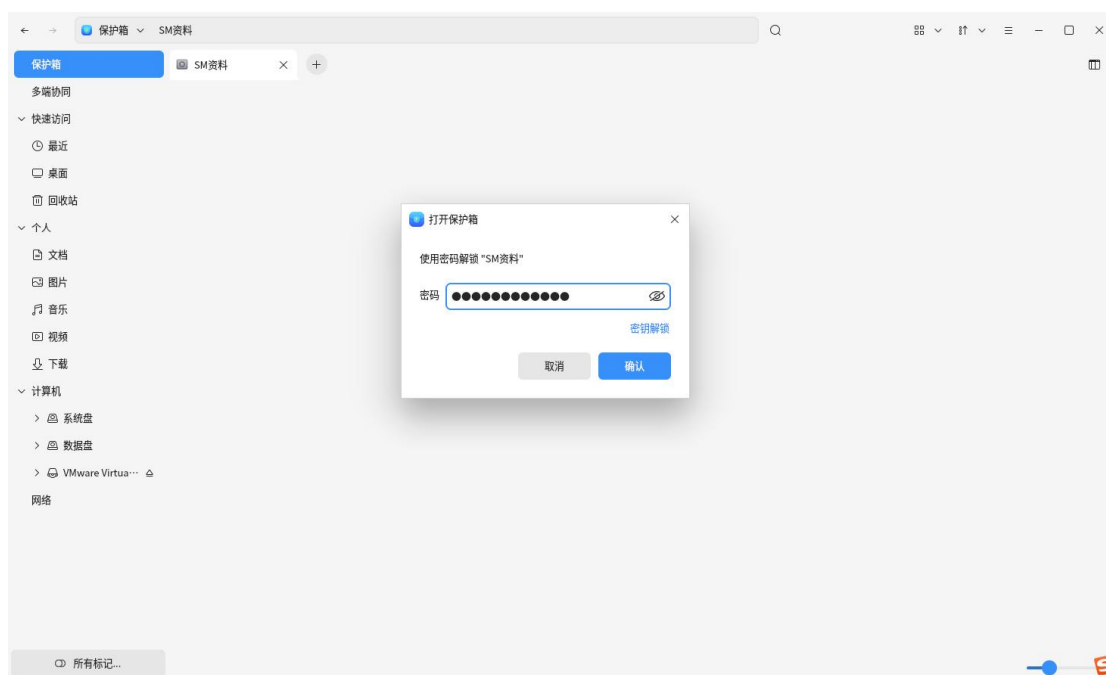 保护箱 SM资料
保护箱
SM资料
多端协同
快速访问
最近
桌面
回收站
个人
文档
图片
音乐
视频
下载
计算机
系统盘
数据盘
VMware Virtua···
网络
打开保护箱
使用密码解锁 "SM资料"
密码 ●●●●●●●●●●●●
密钥解锁
取消 确认
所有标记...